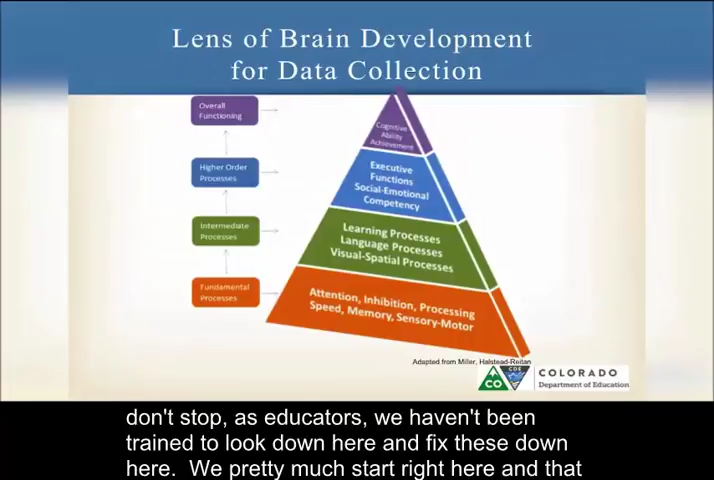 Lens of Brain Development
for Data Collection
Overall
Functioning
Cognitive
Ability
Achievement
Higher Order
Processes
Executive
Functions
Social-Emotional
Competency
Intermediate
Processes
Learning Processes
Language Processes
Visual-Spatial Processes
Fundamental
Processes
Attention, Inhibition, Processing
Speed, Memory, Sensory-Motor
Adapted from Miller, Halstead-Reitan
CO
CDE
COLORADO
Department of Education
don't stop, as educators, we haven't been
trained to look down here and fix these down
here.  We pretty much start right here and that